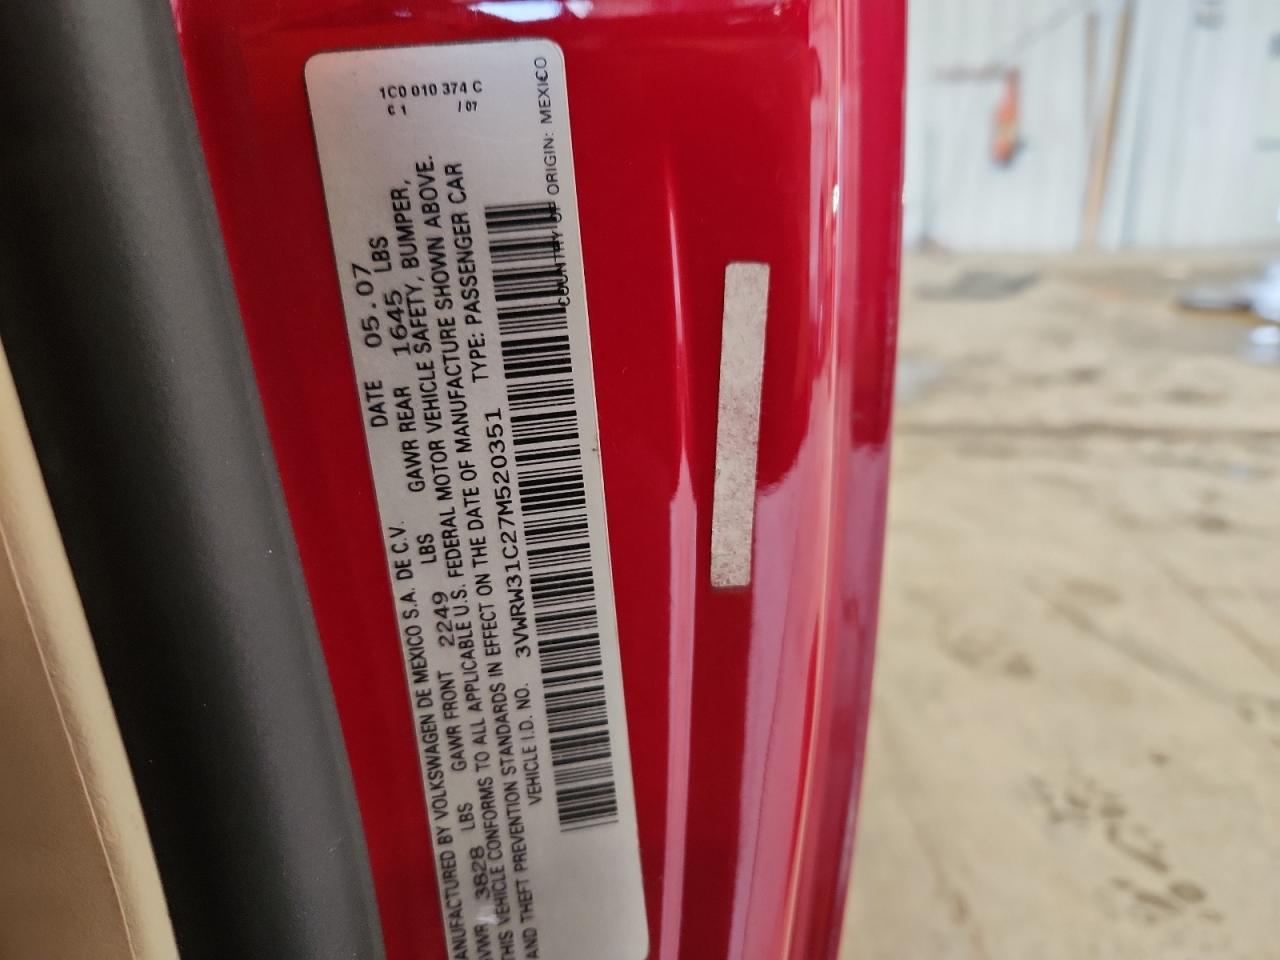 1C0 010 374 C
C 1 / 07
ANUFACTURED BY VOLKSWAGEN DE MEXICO S.A. DE C.V. DATE 05.07
VWR 3828 LBS GAWR FRONT 2249 LBS GAWR REAR 1645 LBS
THIS VEHICLE CONFORMS TO ALL APPLICABLE U.S. FEDERAL MOTOR VEHICLE SAFETY, BUMPER,
AND THEFT PREVENTION STANDARDS IN EFFECT ON THE DATE OF MANUFACTURE SHOWN ABOVE.
VEHICLE I.D. NO. 3VWRW31C27M520351 TYPE: PASSENGER CAR
COUNTRY OF ORIGIN: MEXICO